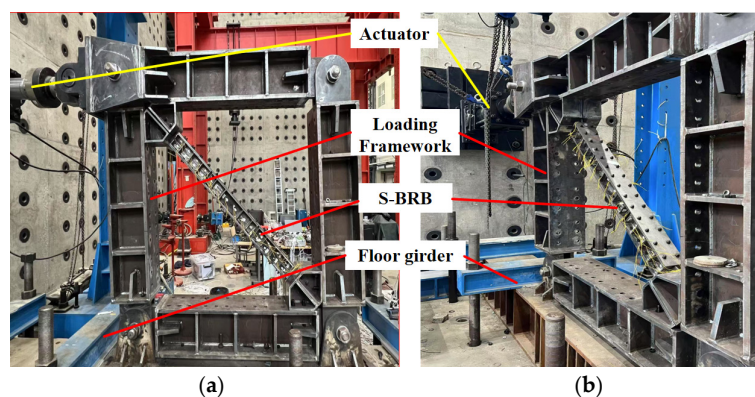 Actuator
Loading
Framework
S-BRB
Floor girder
(a)
(b)